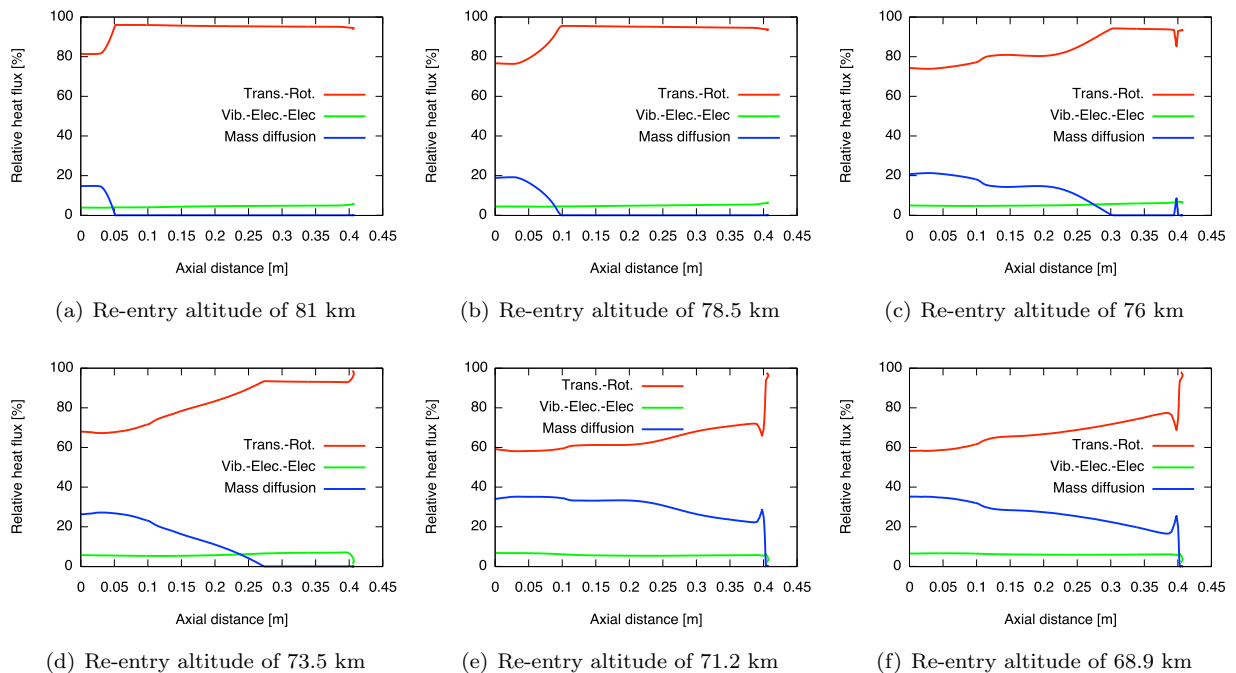 Relative heat flux [%]
100
80
60
40
20
0
Trans.-Rot.
Vib.-Elec.-Elec
Mass diffusion
0 0.05 0.1 0.15 0.2 0.25 0.3 0.35 0.4 0.45
Axial distance [m]
(a) Re-entry altitude of 81 km
Relative heat flux [%]
100
80
60
40
20
0
Trans.-Rot.
Vib.-Elec.-Elec
Mass diffusion
0 0.05 0.1 0.15 0.2 0.25 0.3 0.35 0.4 0.45
Axial distance [m]
(b) Re-entry altitude of 78.5 km
Relative heat flux [%]
100
80
60
40
20
0
Trans.-Rot.
Vib.-Elec.-Elec
Mass diffusion
0 0.05 0.1 0.15 0.2 0.25 0.3 0.35 0.4 0.45
Axial distance [m]
(c) Re-entry altitude of 76 km
Relative heat flux [%]
100
80
60
40
20
0
Trans.-Rot.
Vib.-Elec.-Elec
Mass diffusion
0 0.05 0.1 0.15 0.2 0.25 0.3 0.35 0.4 0.45
Axial distance [m]
(d) Re-entry altitude of 73.5 km
Relative heat flux [%]
100
80
60
40
20
0
Trans.-Rot.
Vib.-Elec.-Elec
Mass diffusion
0 0.05 0.1 0.15 0.2 0.25 0.3 0.35 0.4 0.45
Axial distance [m]
(e) Re-entry altitude of 71.2 km
Relative heat flux [%]
100
80
60
40
20
0
Trans.-Rot.
Vib.-Elec.-Elec
Mass diffusion
0 0.05 0.1 0.15 0.2 0.25 0.3 0.35 0.4 0.45
Axial distance [m]
(f) Re-entry altitude of 68.9 km